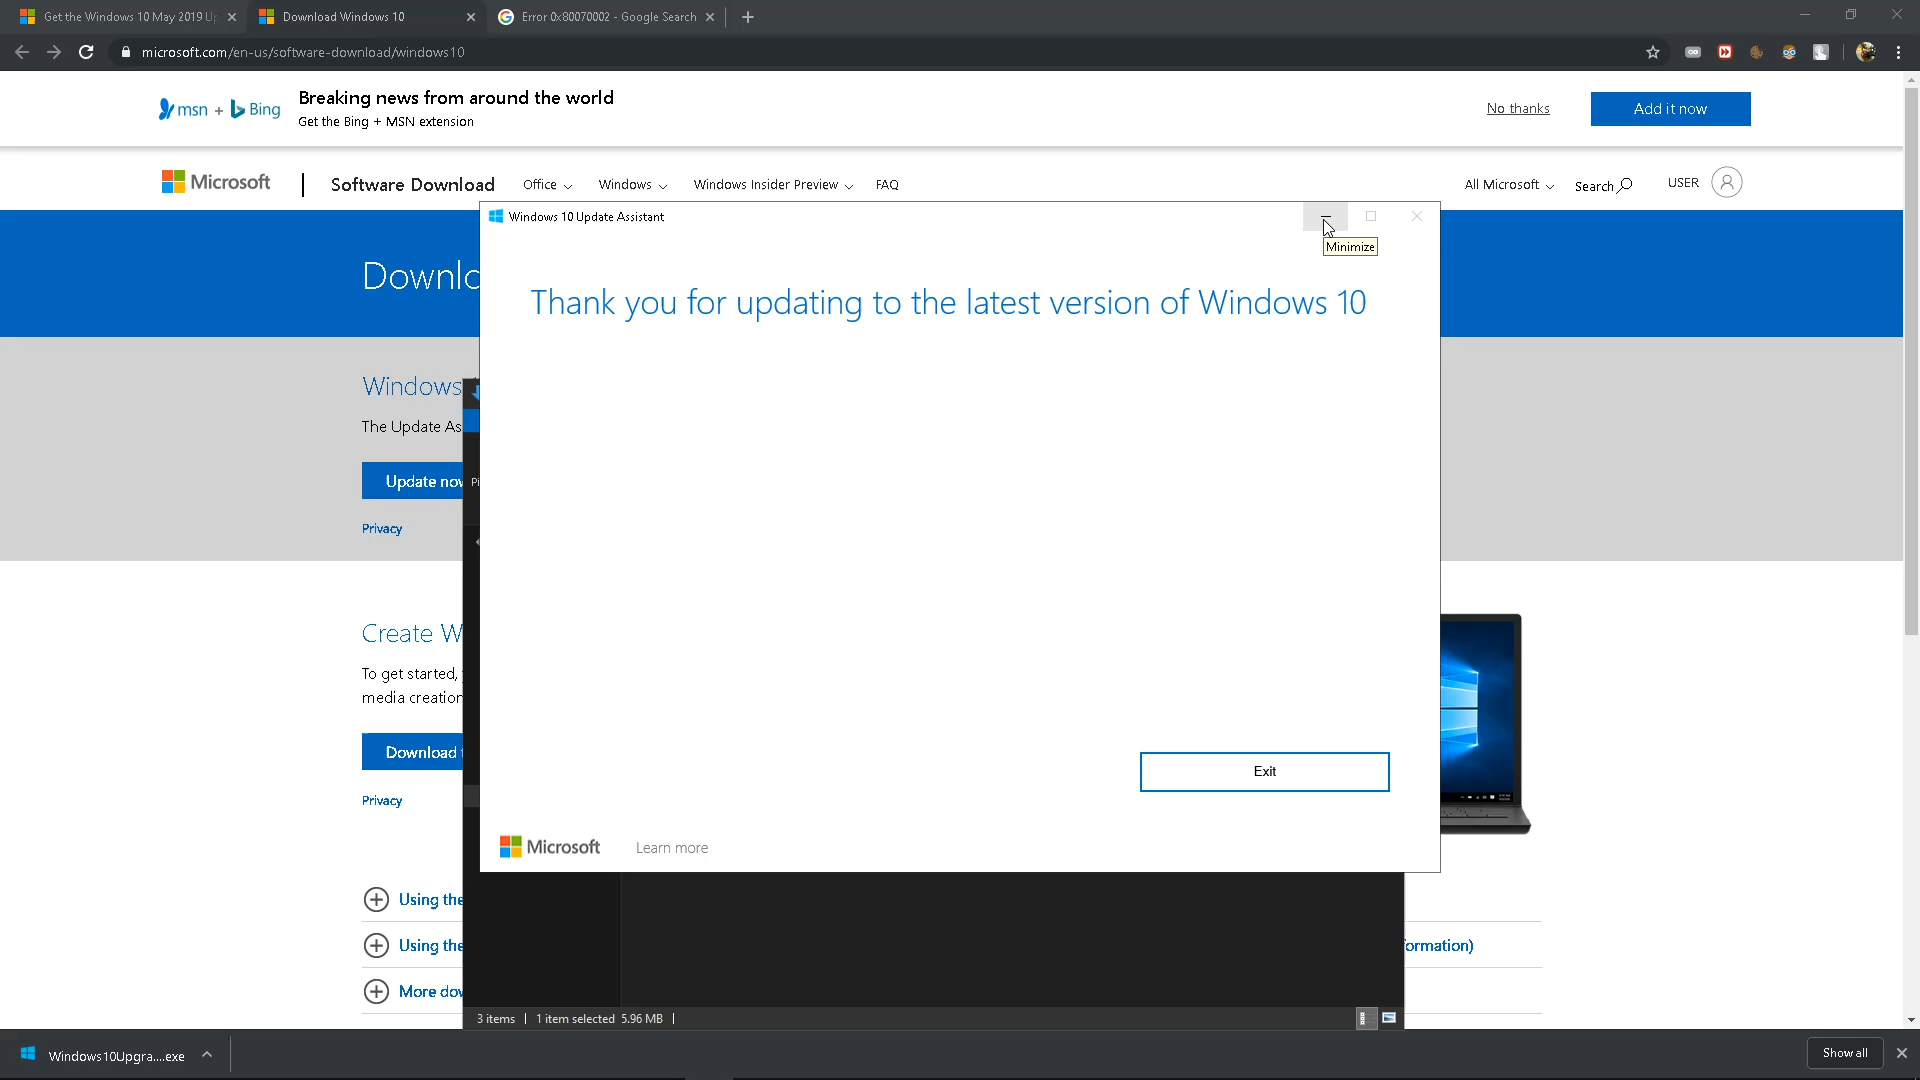 Get the Windows 10 May 2019 Up
Download Windows 10
Error 0x80070002 - Google Search
microsoft.com/en-us/software-download/windows10
msn + Bing
Breaking news from around the world
Get the Bing + MSN extension
No thanks
Add it now
Microsoft
Software Download
Office
Windows
Windows Insider Preview
FAQ
All Microsoft
Search
USER
Windows 10 Update Assistant
Minimize
Downlo
Thank you for updating to the latest version of Windows 10
Windows
The Update As
Update now
Pi
Privacy
Create W
To get started,
media creation
Download
Privacy
Exit
Microsoft
Learn more
Using the
Using the
ormation)
More dow
3 items
1 item selected 5.96 MB
Windows10Upgra....exe
Show all